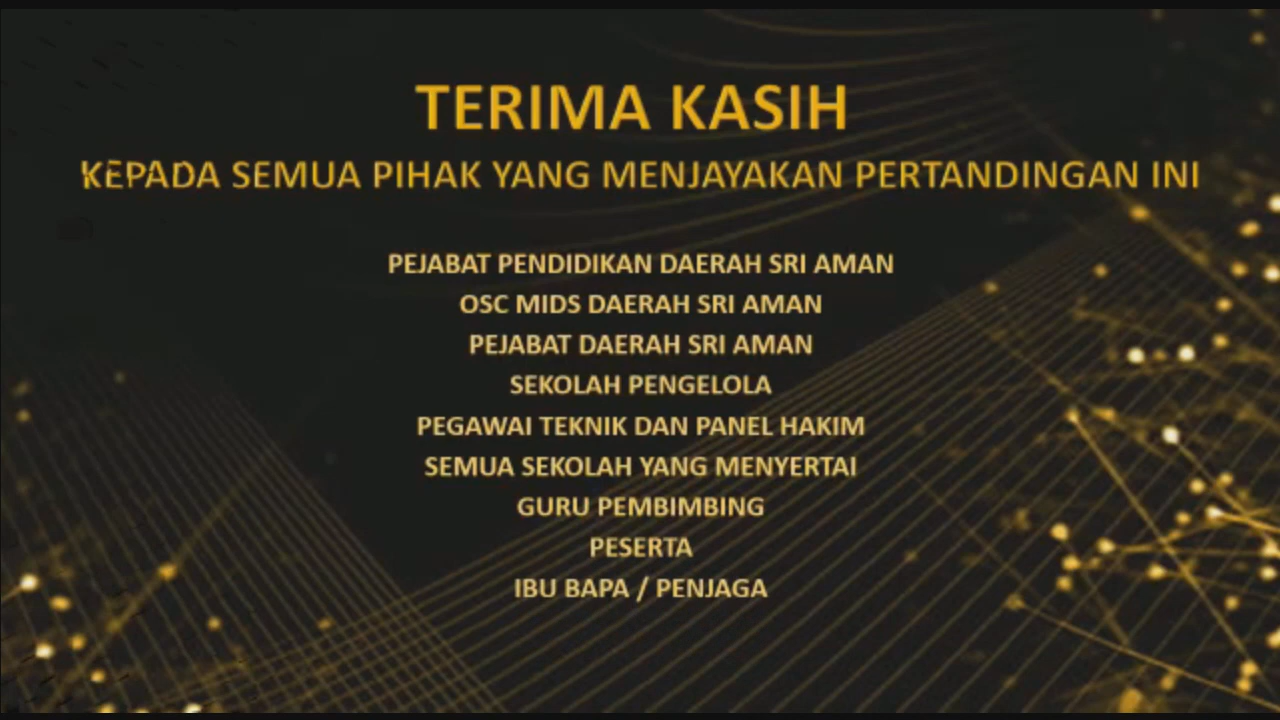 TERIMA KASIH
KEPADA SEMUA PIHAK YANG MENJAYAKAN PERTANDINGAN INI
PEJABAT PENDIDIKAN DAERAH SRI AMAN
OSC MIDS DAERAH SRI AMAN
PEJABAT DAERAH SRI AMAN
SEKOLAH PENGELOLA
PEGAWAI TEKNIK DAN PANEL HAKIM
SEMUA SEKOLAH YANG MENYERTAI
GURU PEMBIMBING
PESERTA
IBU BAPA / PENJAGA